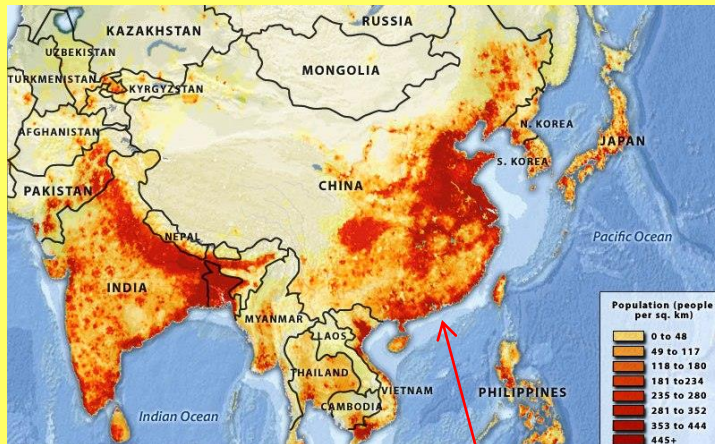 RUSSIA
KAZAKHSTAN
UZBEKISTAN
MONGOLIA
TURKMENISTAN
KYRGYZSTAN
N. KOREA
AFGHANISTAN
JAPAN
S. KOREA
CHINA
PAKISTAN
NEPAL
Pacific Ocean
INDIA
MYANMAR
LAOS
THAILAND
VIETNAM
CAMBODIA
PHILIPPINES
Indian Ocean
Population (people
per sq. km)
0 to 48
49 to 117
118 to 180
181 to234
235 to 280
281 to 352
353 to 444
445+